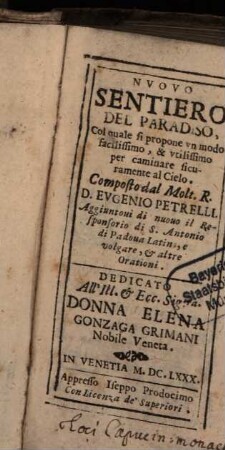 NVOVO
SENTIERO
DEL PARADISO,
Col quale si propone vn modo
facilissimo, & vtilissimo
per caminare sicu-
ramente al Cielo.
Composto dal Molt. R.
D. EVGENIO PETRELLI.
Aggiuntoui di nuouo il Re-
sponsorio di S. Antonio
di Padoua Latino, e
volgare, & altre
Orationi.
DEDICATO
All'Ill. & Ecc. Sig.ra
DONNA ELENA
GONZAGA GRIMANI
Nobile Veneta.
IN VENETIA M. DC. LXXX.
Appresso Iseppo Prodocimo
Con Licenza de' Superiori.
Loci Capucin: monach